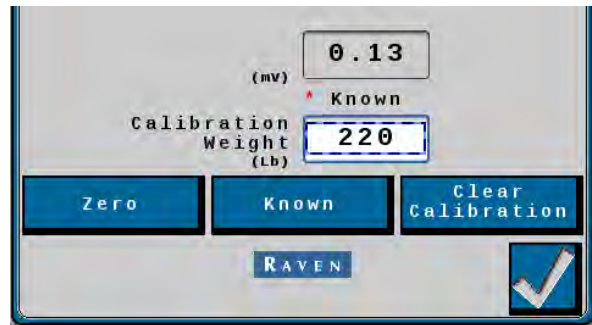 0.13
(mV)
* Known
Calibration
Weight
(Lb)
220
Zero
Known
Clear
Calibration
RAVEN